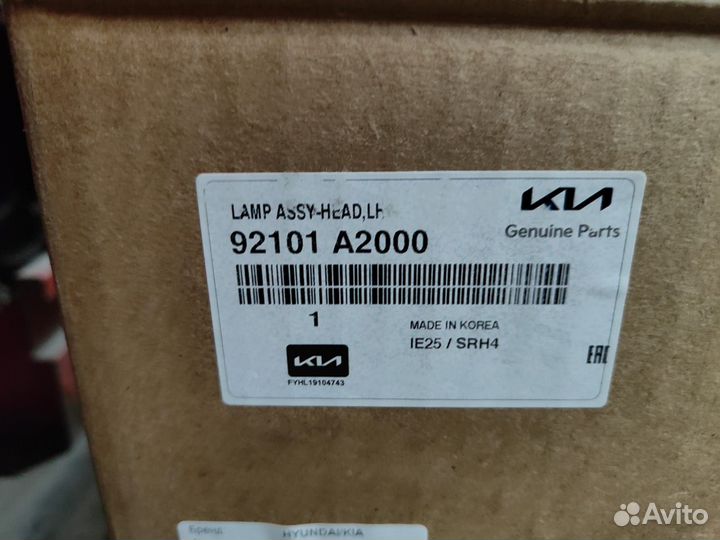 LAMP ASSY-HEAD,LH
92101 A2000
KIA
Genuine Parts
1
MADE IN KOREA
IE25 / SRH4
KIA
FYHL19104743
EAC
Бренд:
HYUNDAI/KIA
Avito